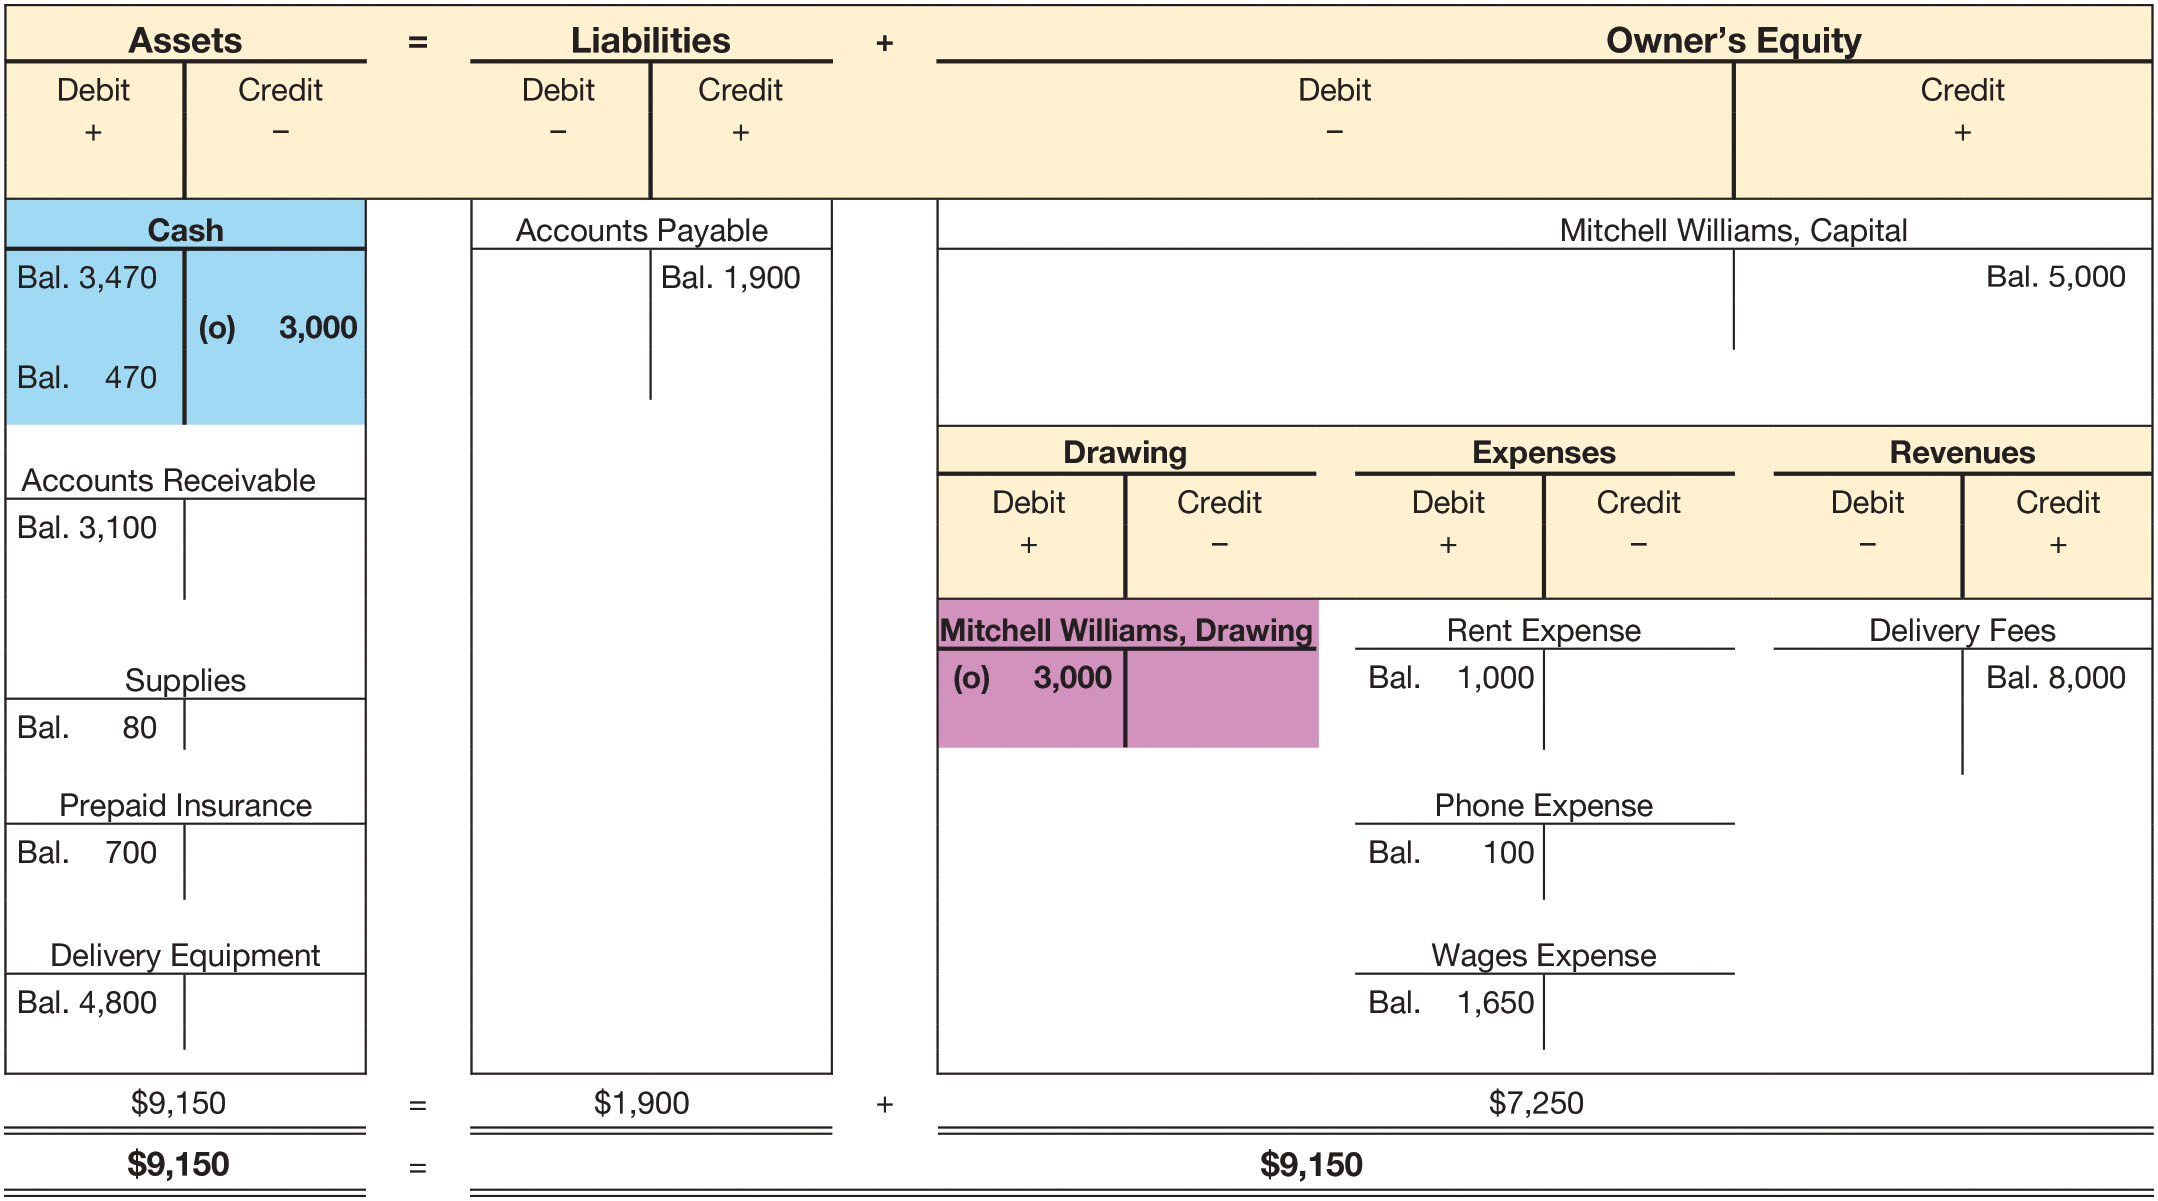 Assets = Liabilities + Owner's Equity
Debit Credit Debit Credit Debit Credit
+ − − + − +
Cash Accounts Payable Mitchell Williams, Capital
Bal. 3,470 Bal. 1,900 Bal. 5,000
(o) 3,000
Bal. 470
Drawing Expenses Revenues
Accounts Receivable
Debit Credit Debit Credit Debit Credit
Bal. 3,100
+ − + − − +
Mitchell Williams, Drawing Rent Expense Delivery Fees
Supplies
(o) 3,000 Bal. 1,000 Bal. 8,000
Bal. 80
Prepaid Insurance Phone Expense
Bal. 700 Bal. 100
Delivery Equipment Wages Expense
Bal. 4,800 Bal. 1,650
$9,150 = $1,900 + $7,250
$9,150 = $9,150